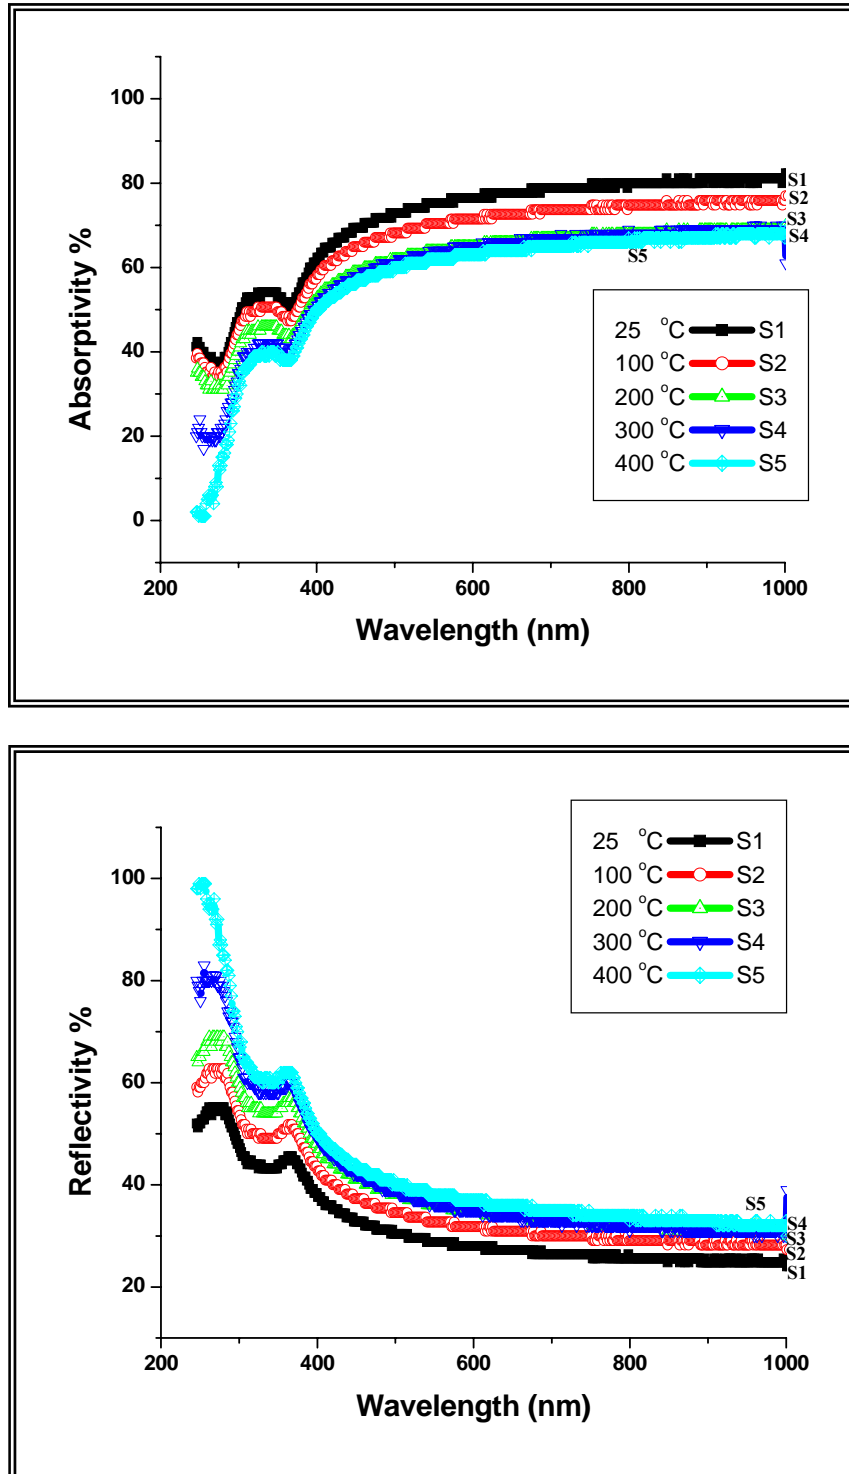 100
80
60
40
20
0
Absorptivity %
S1
S2
S3
S4
S5
25 °C S1
100 °C S2
200 °C S3
300 °C S4
400 °C S5
200 400 600 800 1000
Wavelength (nm)
25 °C S1
100 °C S2
200 °C S3
300 °C S4
400 °C S5
100
80
60
40
20
Reflectivity %
S5
S4
S3
S2
S1
200 400 600 800 1000
Wavelength (nm)